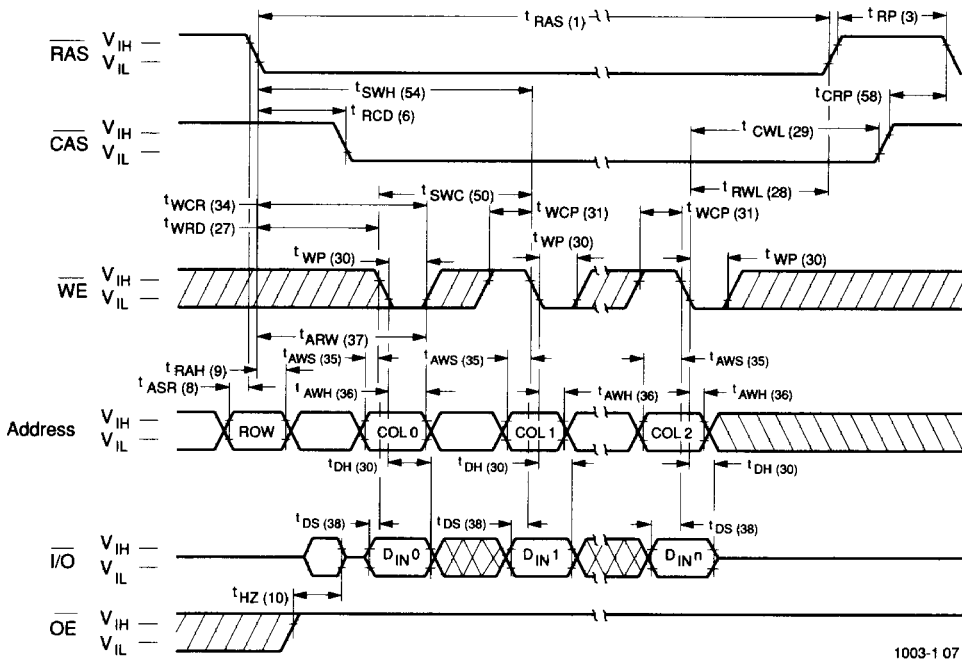 t RAS (1)
t RP (3)
RAS
V IH
V IL
t SWH (54)
t CRP (58)
t RCD (6)
CAS
V IH
V IL
t CWL (29)
t SWC (50)
t RWL (28)
t WCR (34)
t WCP (31)
t WCP (31)
t WRD (27)
t WP (30)
t WP (30)
t WP (30)
WE
V IH
V IL
t ARW (37)
t RAH (9)
t AWS (35)
t AWS (35)
t AWS (35)
t ASR (8)
t AWH (36)
t AWH (36)
t AWH (36)
Address
V IH
V IL
ROW
COL 0
COL 1
COL 2
t DH (30)
t DH (30)
t DH (30)
t DS (38)
t DS (38)
t DS (38)
I/O
V IH
V IL
D IN 0
D IN 1
D IN n
t HZ (10)
OE
V IH
V IL
1003-1 07